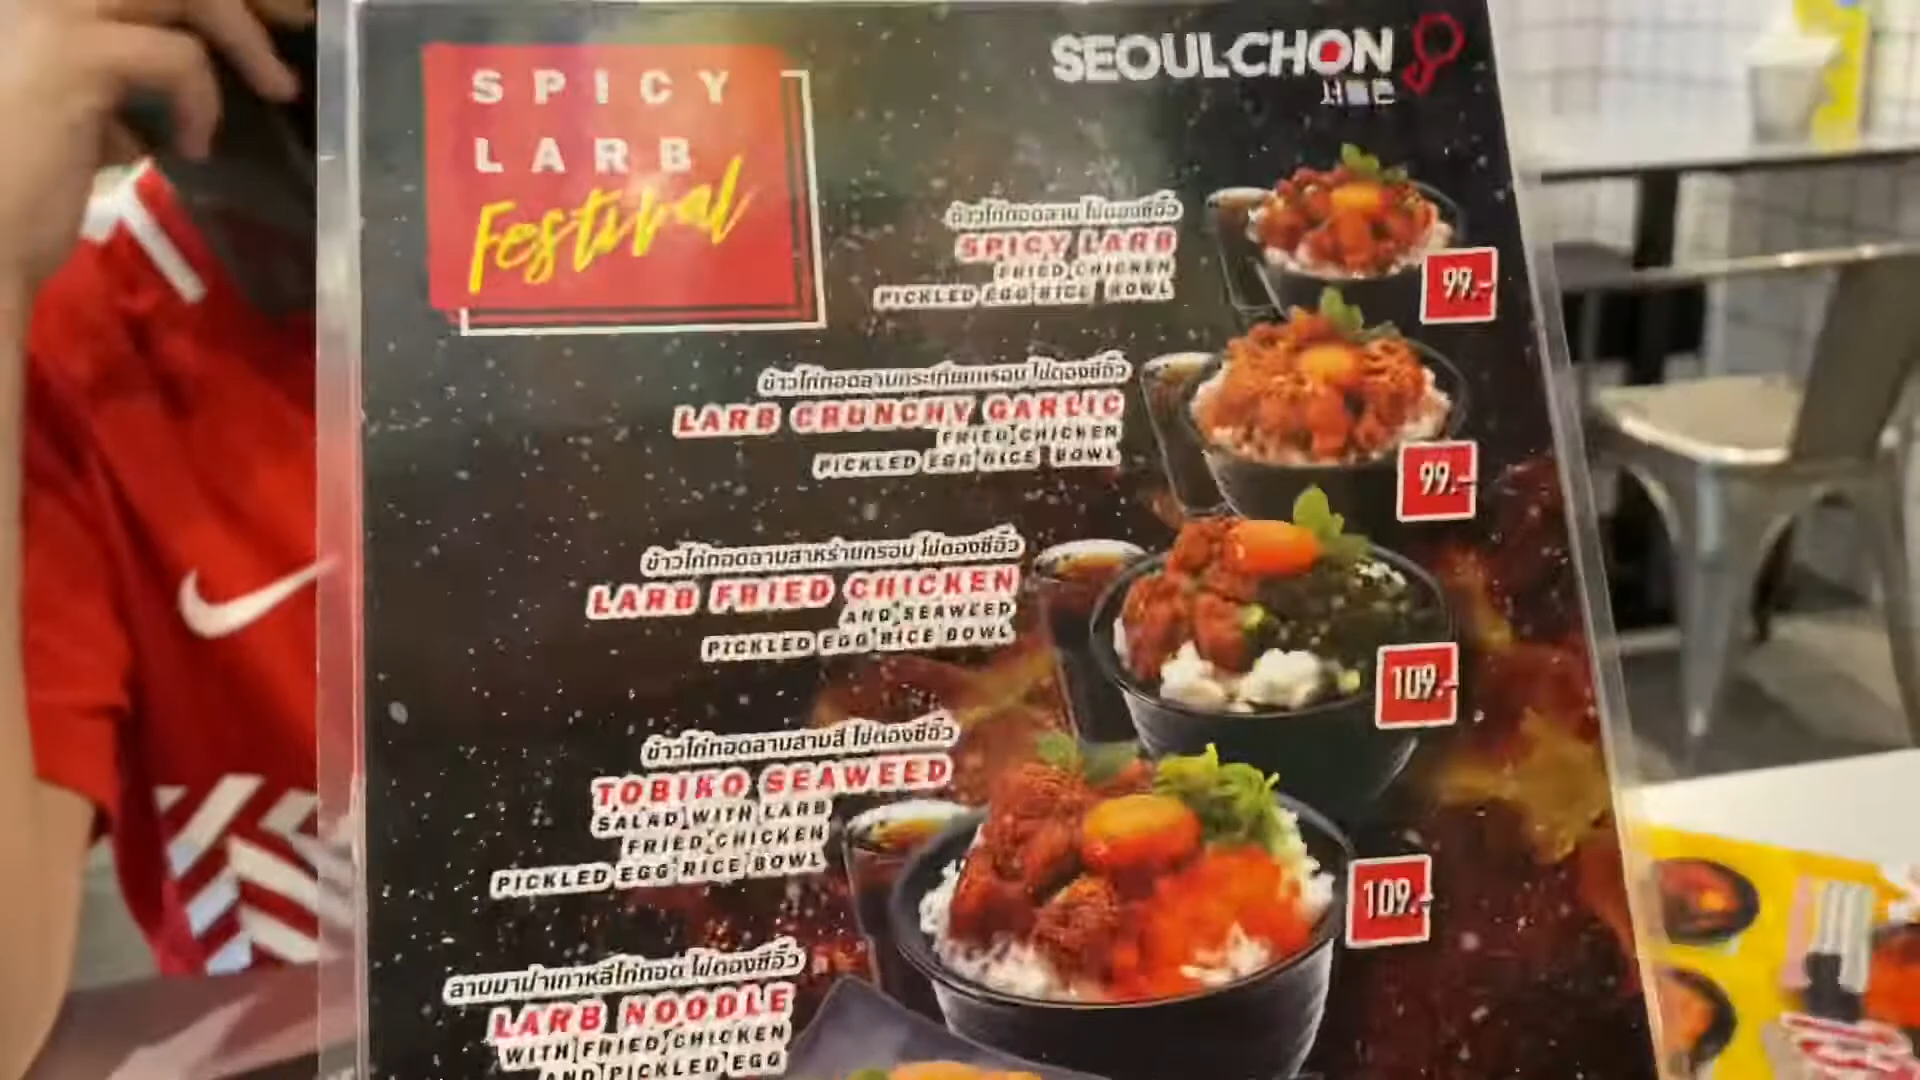 SPICY
LARB
Festival
SEOULCHON
서울촌
ข้าวไก่ทอดลาบ ไข่ดองซีอิ๊ว
SPICY LARB
FRIED CHICKEN
PICKLED EGG RICE BOWL
99.-
ข้าวไก่ทอดลาบกระเทียมกรอบ ไข่ดองซีอิ๊ว
LARB CRUNCHY GARLIC
FRIED CHICKEN
PICKLED EGG RICE BOWL
99.-
ข้าวไก่ทอดลาบสาหร่ายกรอบ ไข่ดองซีอิ๊ว
LARB FRIED CHICKEN
AND SEAWEED
PICKLED EGG RICE BOWL
109.-
ข้าวไก่ทอดลาบสามสี ไข่ดองซีอิ๊ว
TOBIKO SEAWEED
SALAD WITH LARB
FRIED CHICKEN
PICKLED EGG RICE BOWL
109.-
ลาบมาม่าเกาหลีไก่ทอด ไข่ดองซีอิ๊ว
LARB NOODLE
WITH FRIED CHICKEN
AND PICKLED EGG